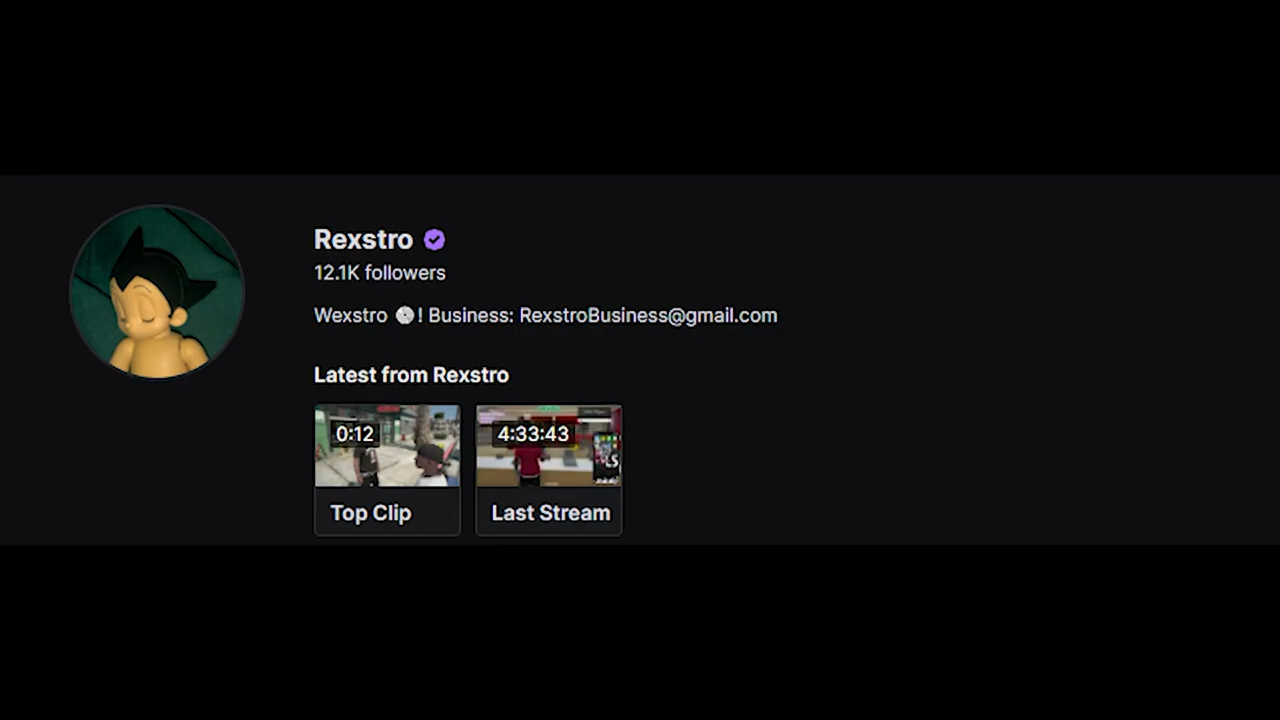 Rexstro
12.1K followers
Wexstro ! Business: RexstroBusiness@gmail.com
Latest from Rexstro
0:12
4:33:43
LS
Top Clip
Last Stream